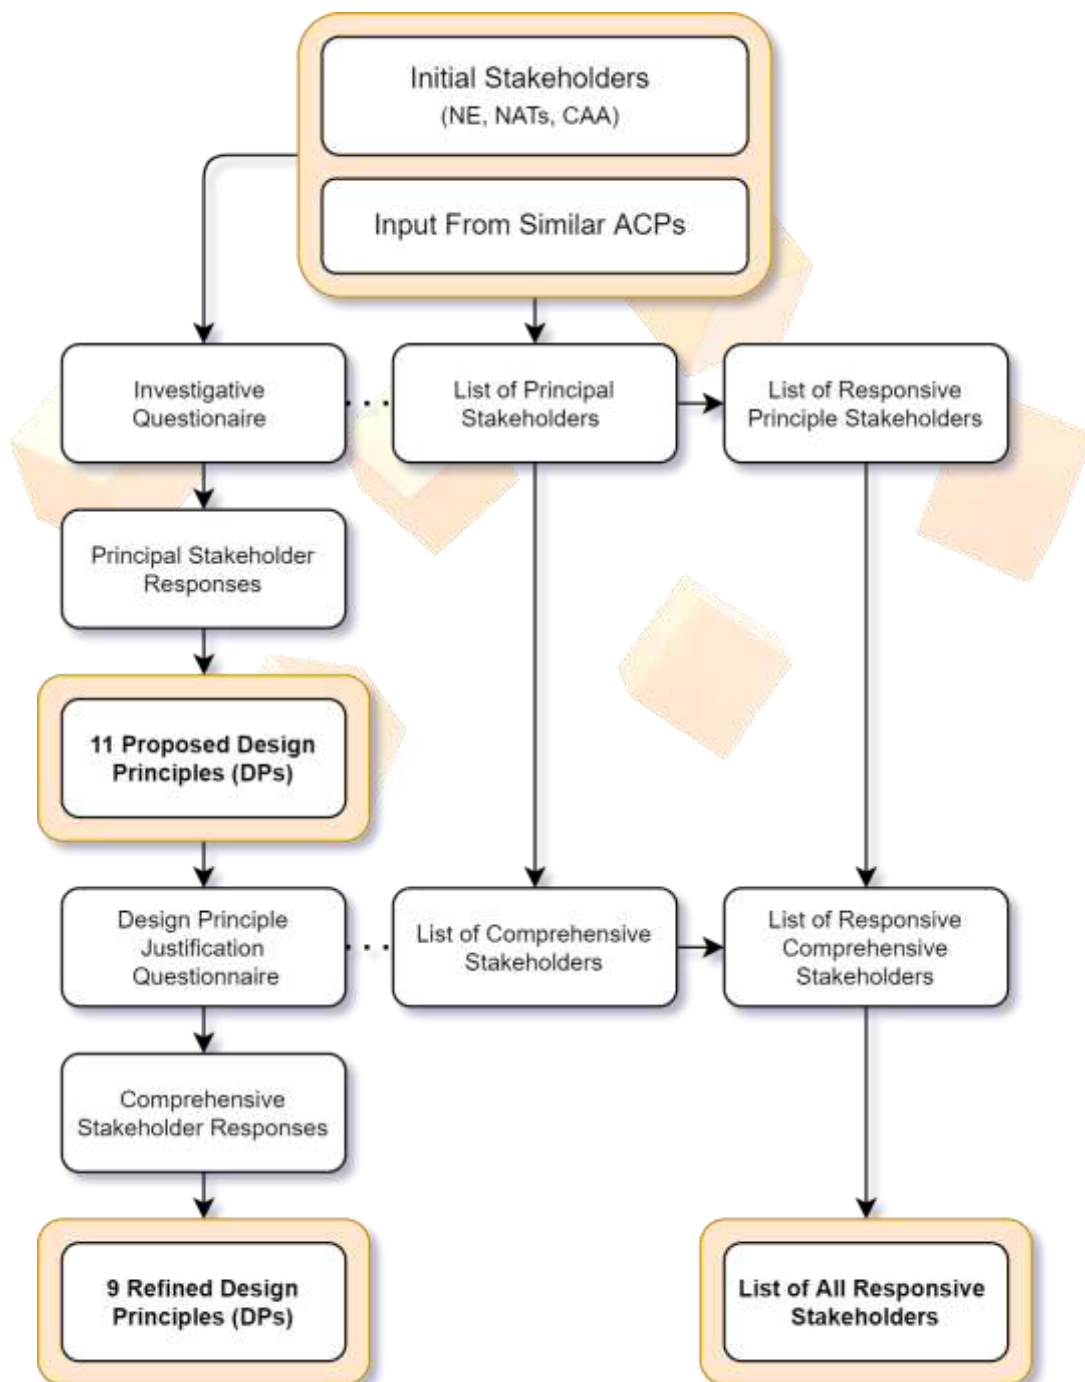 Initial Stakeholders
(NE, NATs, CAA)
Input From Similar ACPs
Investigative
Questionaire
List of Principal
Stakeholders
List of Responsive
Principle Stakeholders
Principal Stakeholder
Responses
11 Proposed Design
Principles (DPs)
Design Principle
Justification
Questionnaire
List of Comprehensive
Stakeholders
List of Responsive
Comprehensive
Stakeholders
Comprehensive
Stakeholder Responses
9 Refined Design
Principles (DPs)
List of All Responsive
Stakeholders